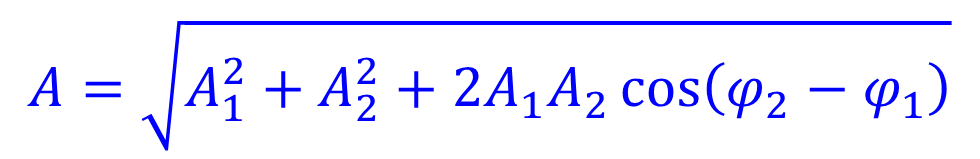 A = √(A₁² + A₂² + 2A₁A₂ cos(φ₂ − φ₁))